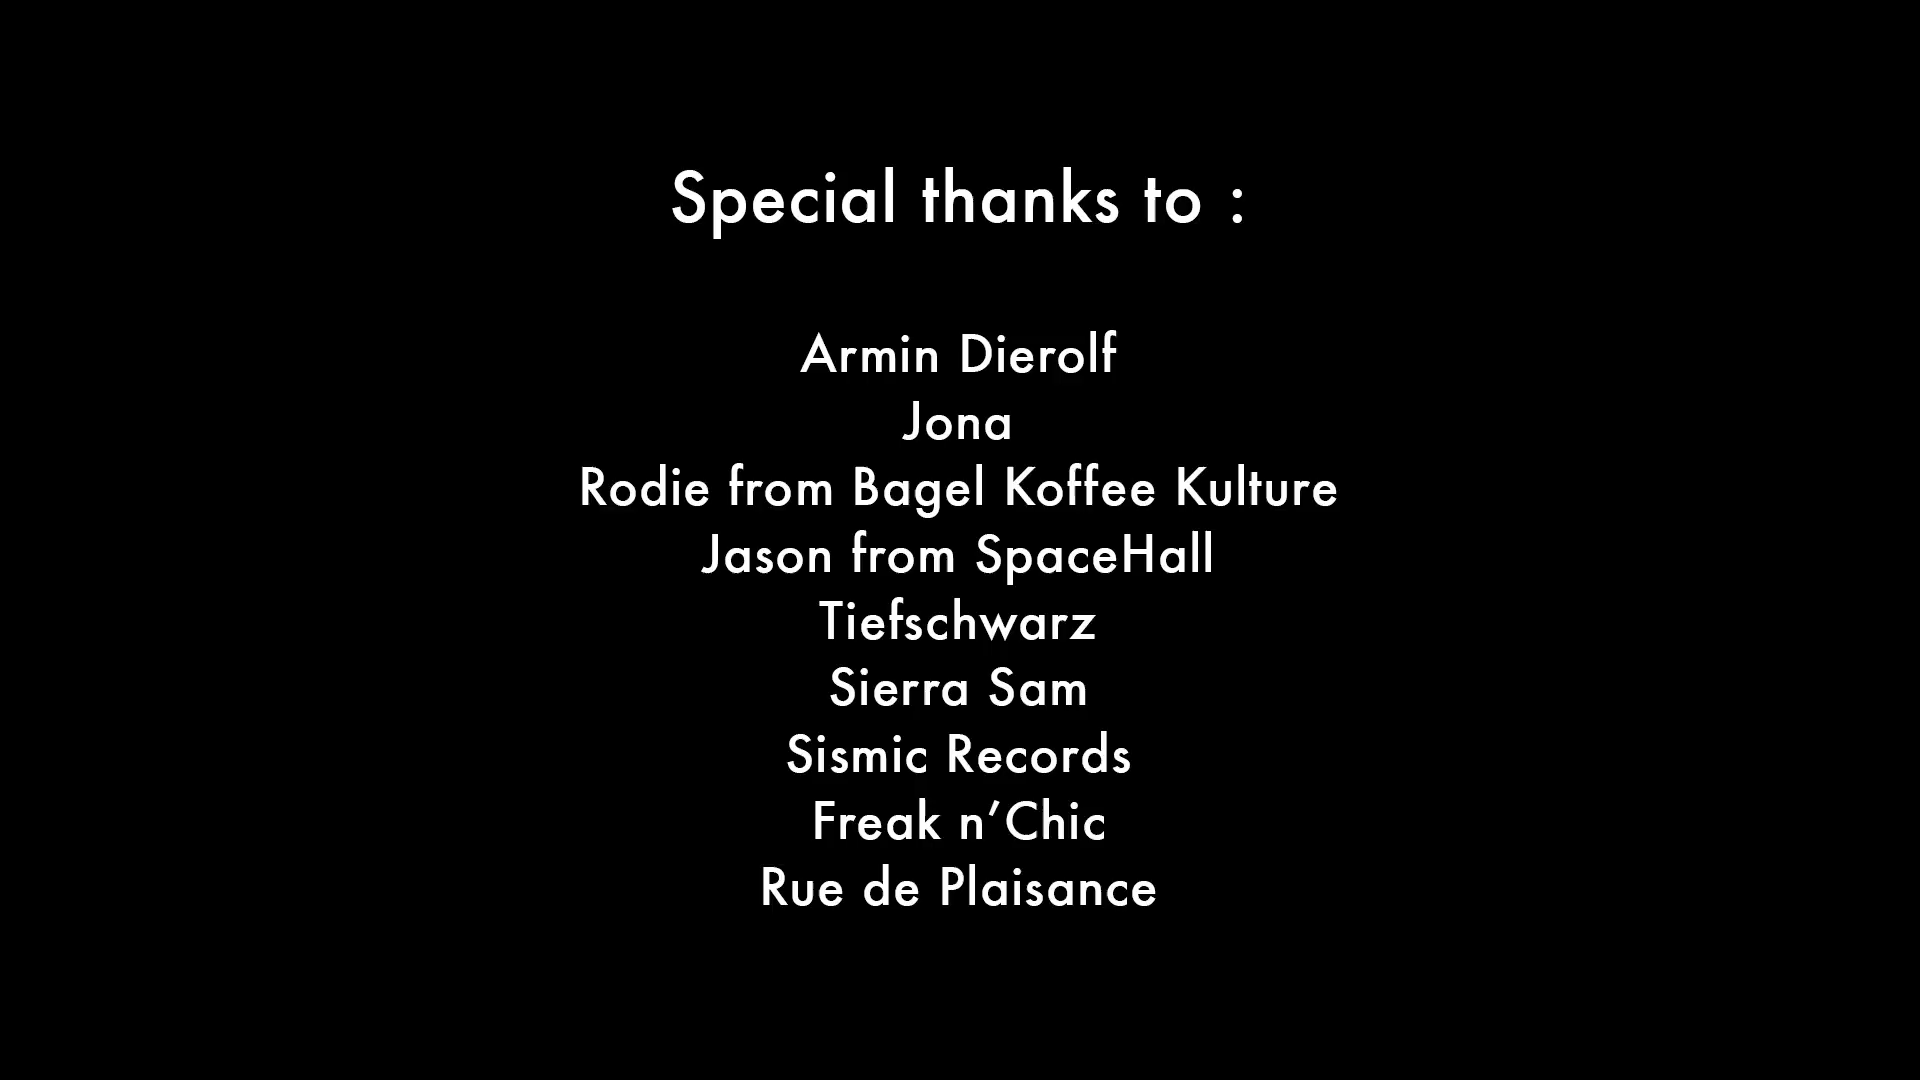 Special thanks to :
Armin Dierolf
Jona
Rodie from Bagel Koffee Kulture
Jason from SpaceHall
Tiefschwarz
Sierra Sam
Sismic Records
Freak n’Chic
Rue de Plaisance